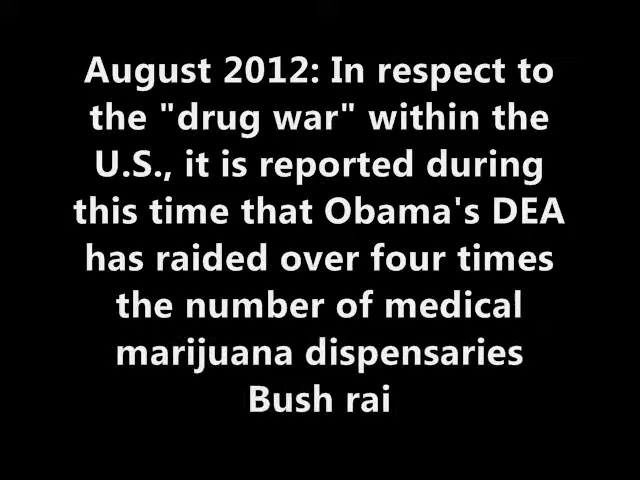 August 2012: In respect to
the "drug war" within the
U.S., it is reported during
this time that Obama's DEA
has raided over four times
the number of medical
marijuana dispensaries
Bush rai